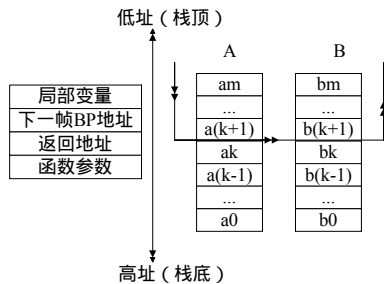 低址（栈顶）
A B
局部变量
下一帧BP地址
返回地址
函数参数
am
...
a(k+1)
ak
a(k-1)
...
a0
bm
...
b(k+1)
bk
b(k-1)
...
b0
高址（栈底）